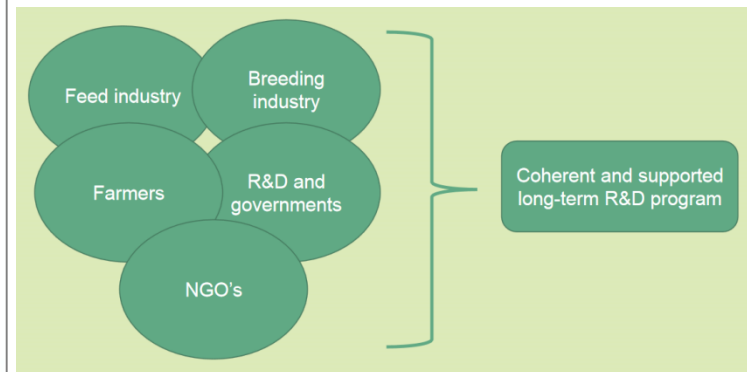 Feed industry
Breeding
industry
Farmers
R&D and
governments
NGO's
Coherent and supported
long-term R&D program